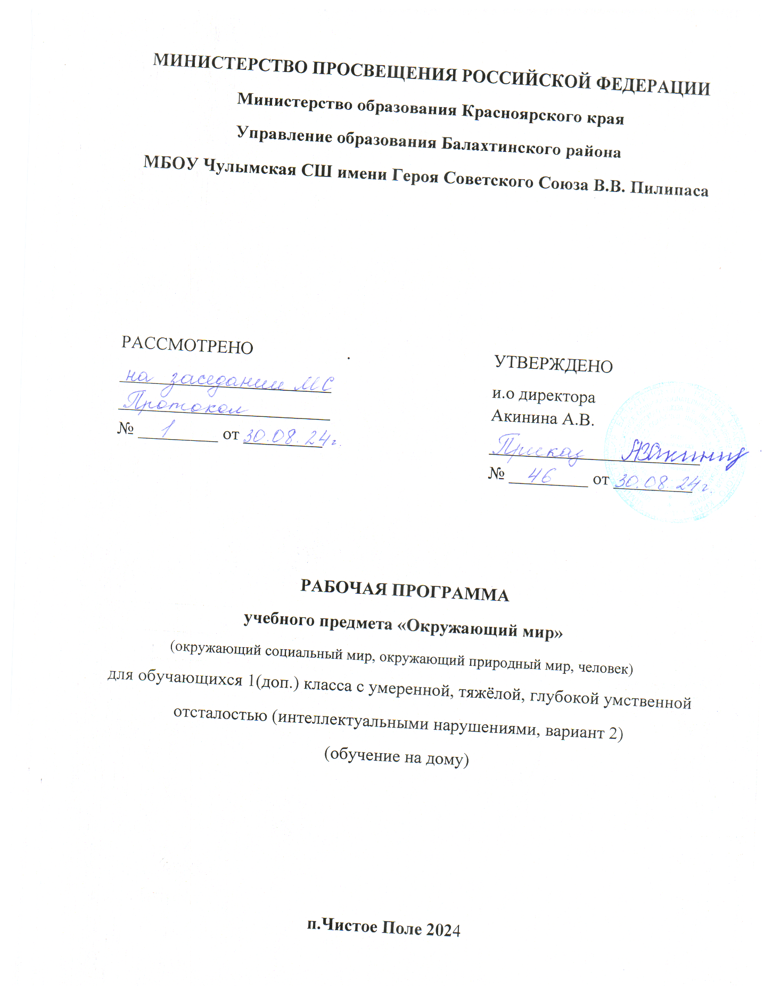 МИНИСТЕРСТВО ПРОСВЕЩЕНИЯ РОССИЙСКОЙ ФЕДЕРАЦИИ
Министерство образования Красноярского края
Управление образования Балахтинского района
МБОУ Чулымская СШ имени Героя Советского Союза В.В. Пилипаса
РАССМОТРЕНО
на заседании МС
Протокол
№ 1 от 30.08.24г.
УТВЕРЖДЕНО
и.о директора
Акинина А.В.
Приказ
№ 46 от 30.08.24г.
РАБОЧАЯ ПРОГРАММА
учебного предмета «Окружающий мир»
(окружающий социальный мир, окружающий природный мир, человек)
для обучающихся 1(доп.) класса с умеренной, тяжёлой, глубокой умственной
отсталостью (интеллектуальными нарушениями, вариант 2)
(обучение на дому)
п.Чистое Поле 2024